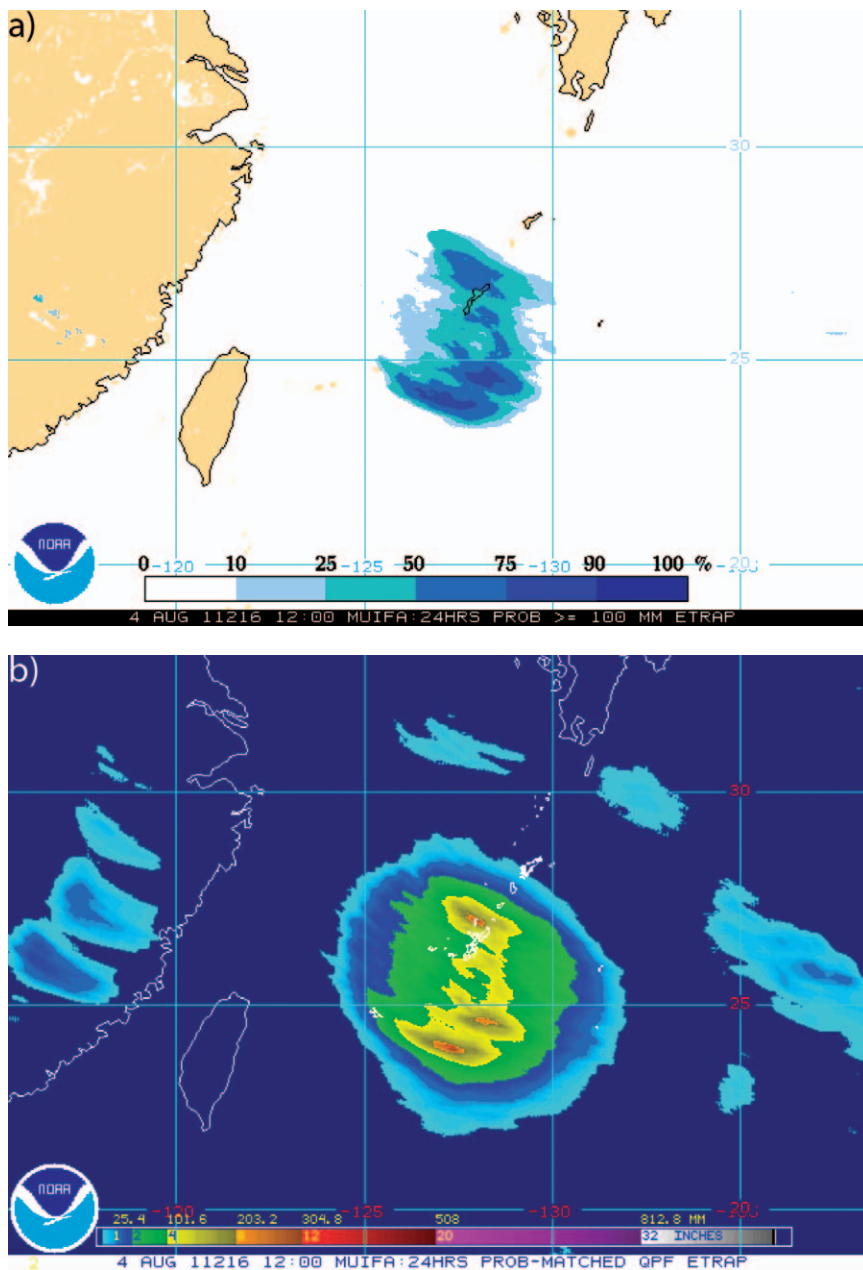 a)
30
25
NOAA
0 10 25 50 75 90 100 %
-120 -125 -130
4 AUG 11216 12:00 MUIFA:24HRS PROB >= 100 MM ETRAP
b)
30
25
NOAA
-120 -125 -130
25.4 101.6 203.2 304.8 508 812.8 MM
1 2 4 8 12 20 32 INCHES
2 4 AUG 11216 12:00 MUIFA:24HRS PROB-MATCHED QPF ETRAP